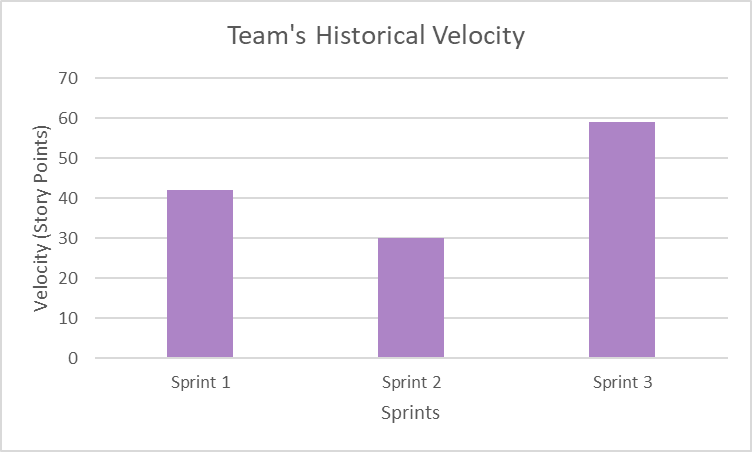 Team's Historical Velocity
70
60
50
40
30
20
10
0
Velocity (Story Points)
Sprint 1
Sprint 2
Sprint 3
Sprints